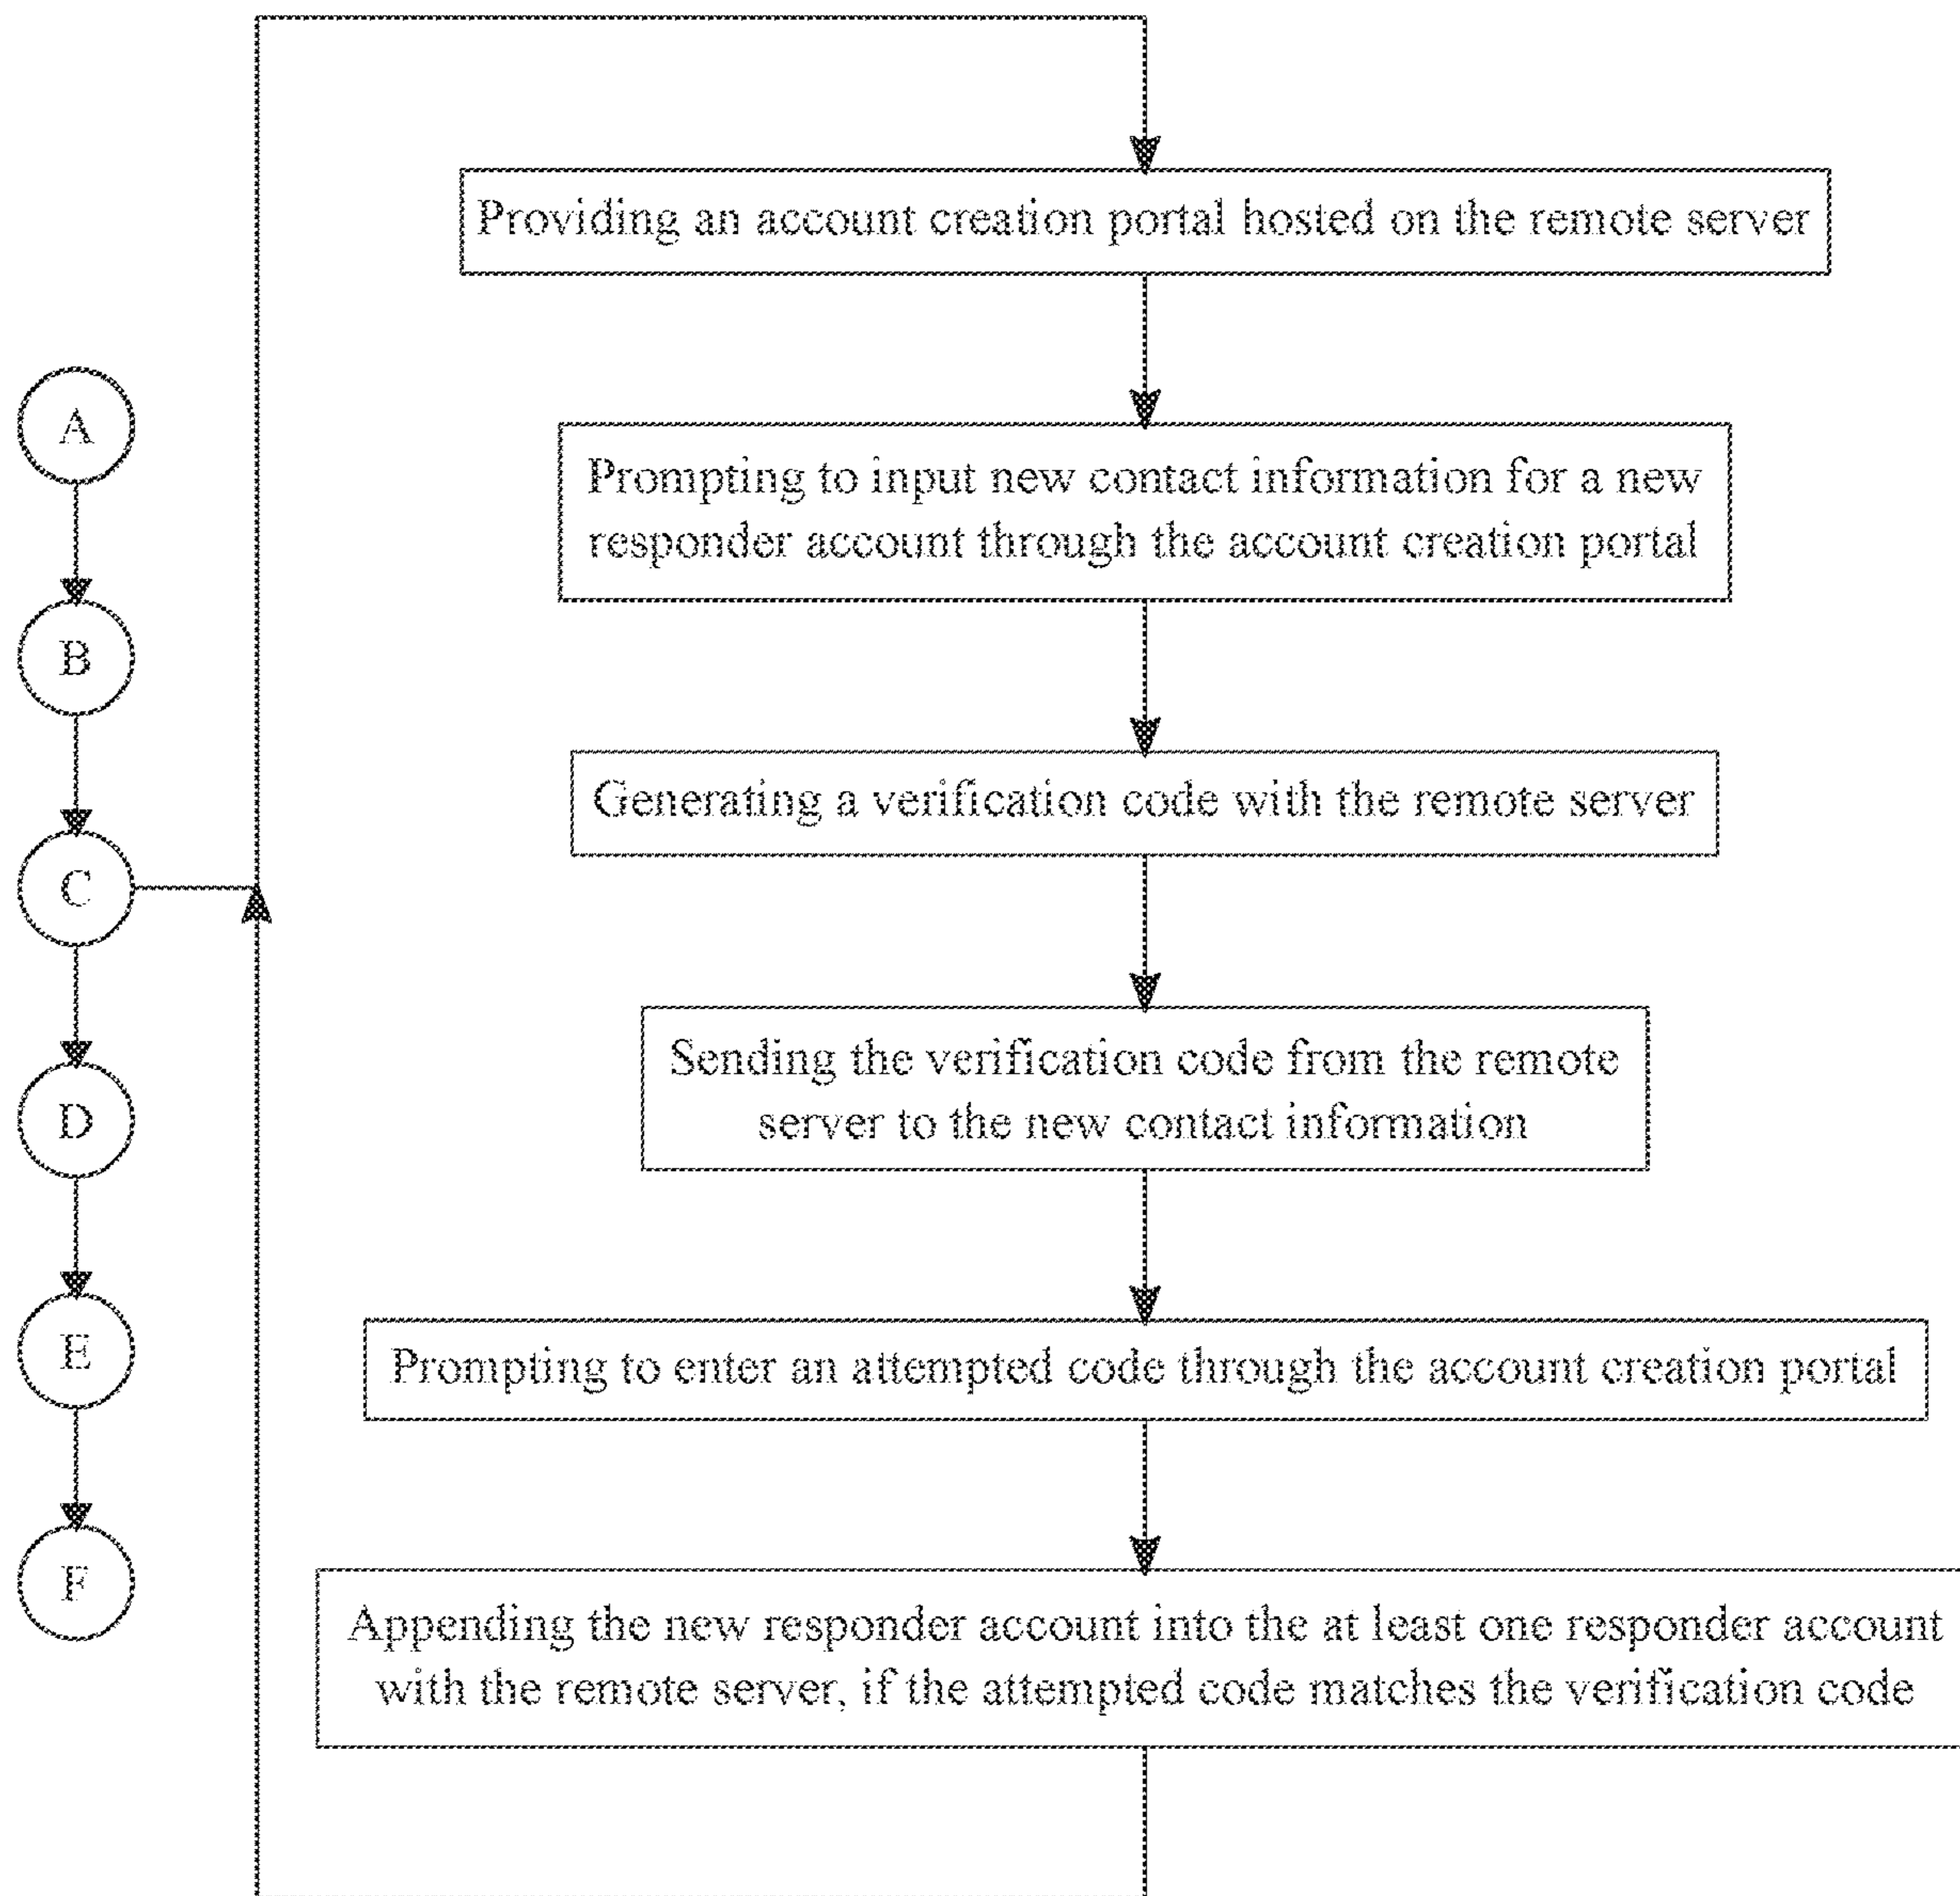 A
B
C
D
E
F
Providing an account creation portal hosted on the remote server
Prompting to input new contact information for a new
responder account through the account creation portal
Generating a verification code with the remote server
Sending the verification code from the remote
server to the new contact information
Prompting to enter an attempted code through the account creation portal
Appending the new responder account into the at least one responder account
with the remote server, if the attempted code matches the verification code